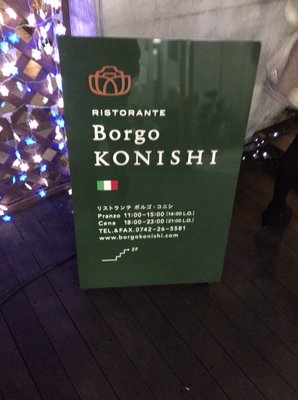 RISTORANTE
Borgo
KONISHI
リストランテ ボルゴ・コニシ
Pranzo 11:00-15:00 [14:00 L.O.]
Cena 18:00-23:00 [21:00 L.O.]
TEL.&FAX. 0742-26-5581
www.borgokonishi.com
2F